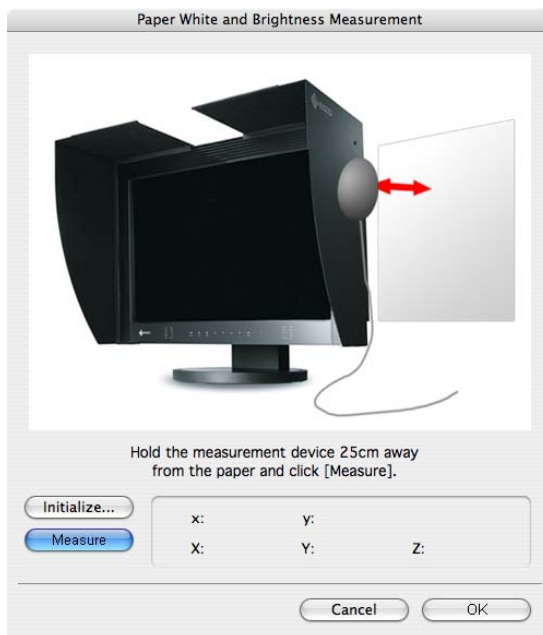 Paper White and Brightness Measurement
Hold the measurement device 25cm away
from the paper and click [Measure].
Initialize...
Measure
x: y:
X: Y: Z:
Cancel OK